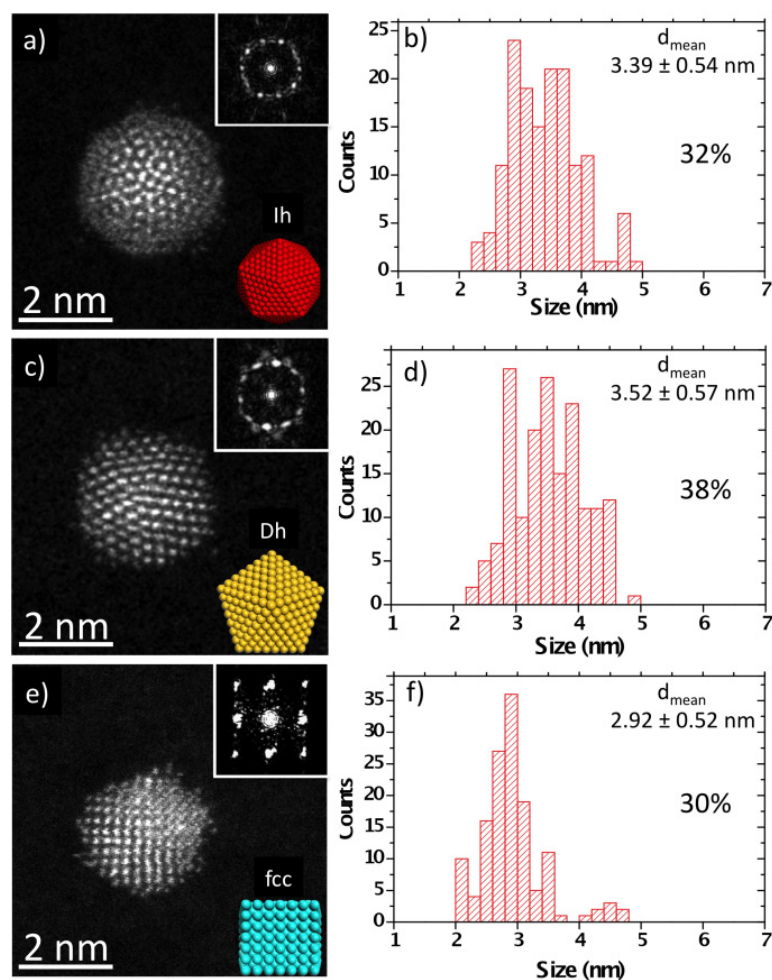 a)
Ih
2 nm
b)
d_mean
3.39 ± 0.54 nm
32%
Counts
25
20
15
10
5
0
1 2 3 4 5 6 7
Size (nm)
c)
Dh
2 nm
d)
d_mean
3.52 ± 0.57 nm
38%
Counts
25
20
15
10
5
0
1 2 3 4 5 6 7
Size (nm)
e)
fcc
2 nm
f)
d_mean
2.92 ± 0.52 nm
30%
Counts
35
30
25
20
15
10
5
0
1 2 3 4 5 6 7
Size (nm)